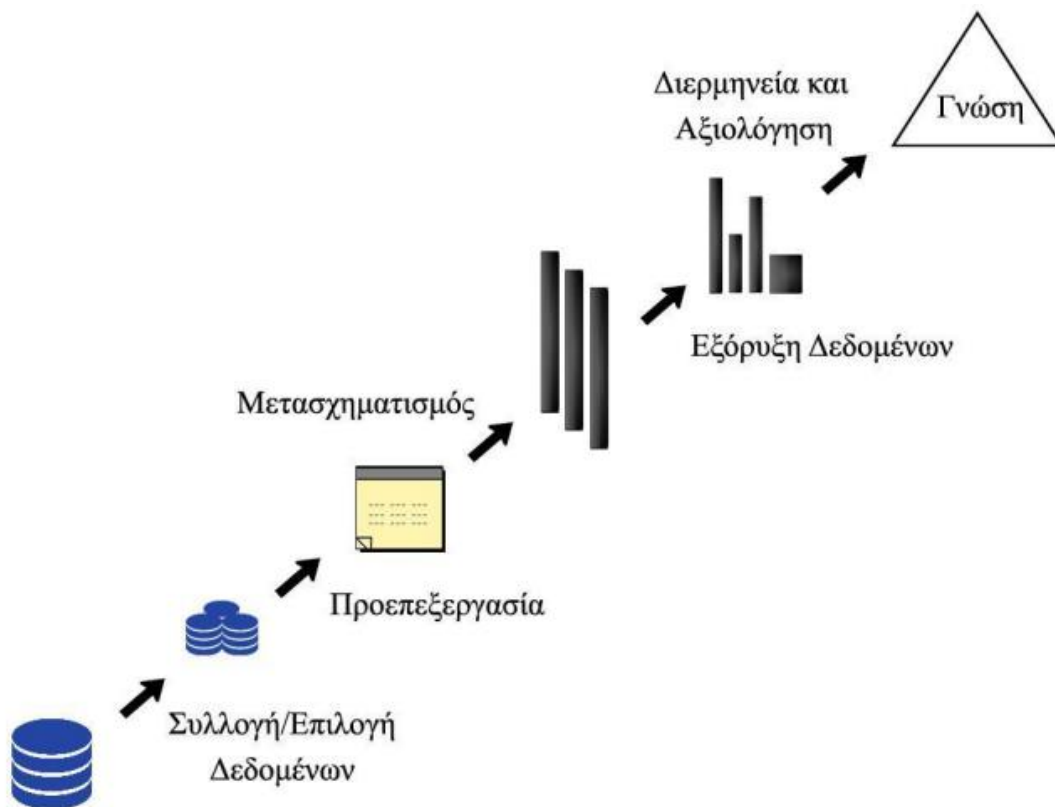 Διερμηνεία και
Αξιολόγηση
Γνώση
Εξόρυξη Δεδομένων
Μετασχηματισμός
Προεπεξεργασία
Συλλογή/Επιλογή
Δεδομένων